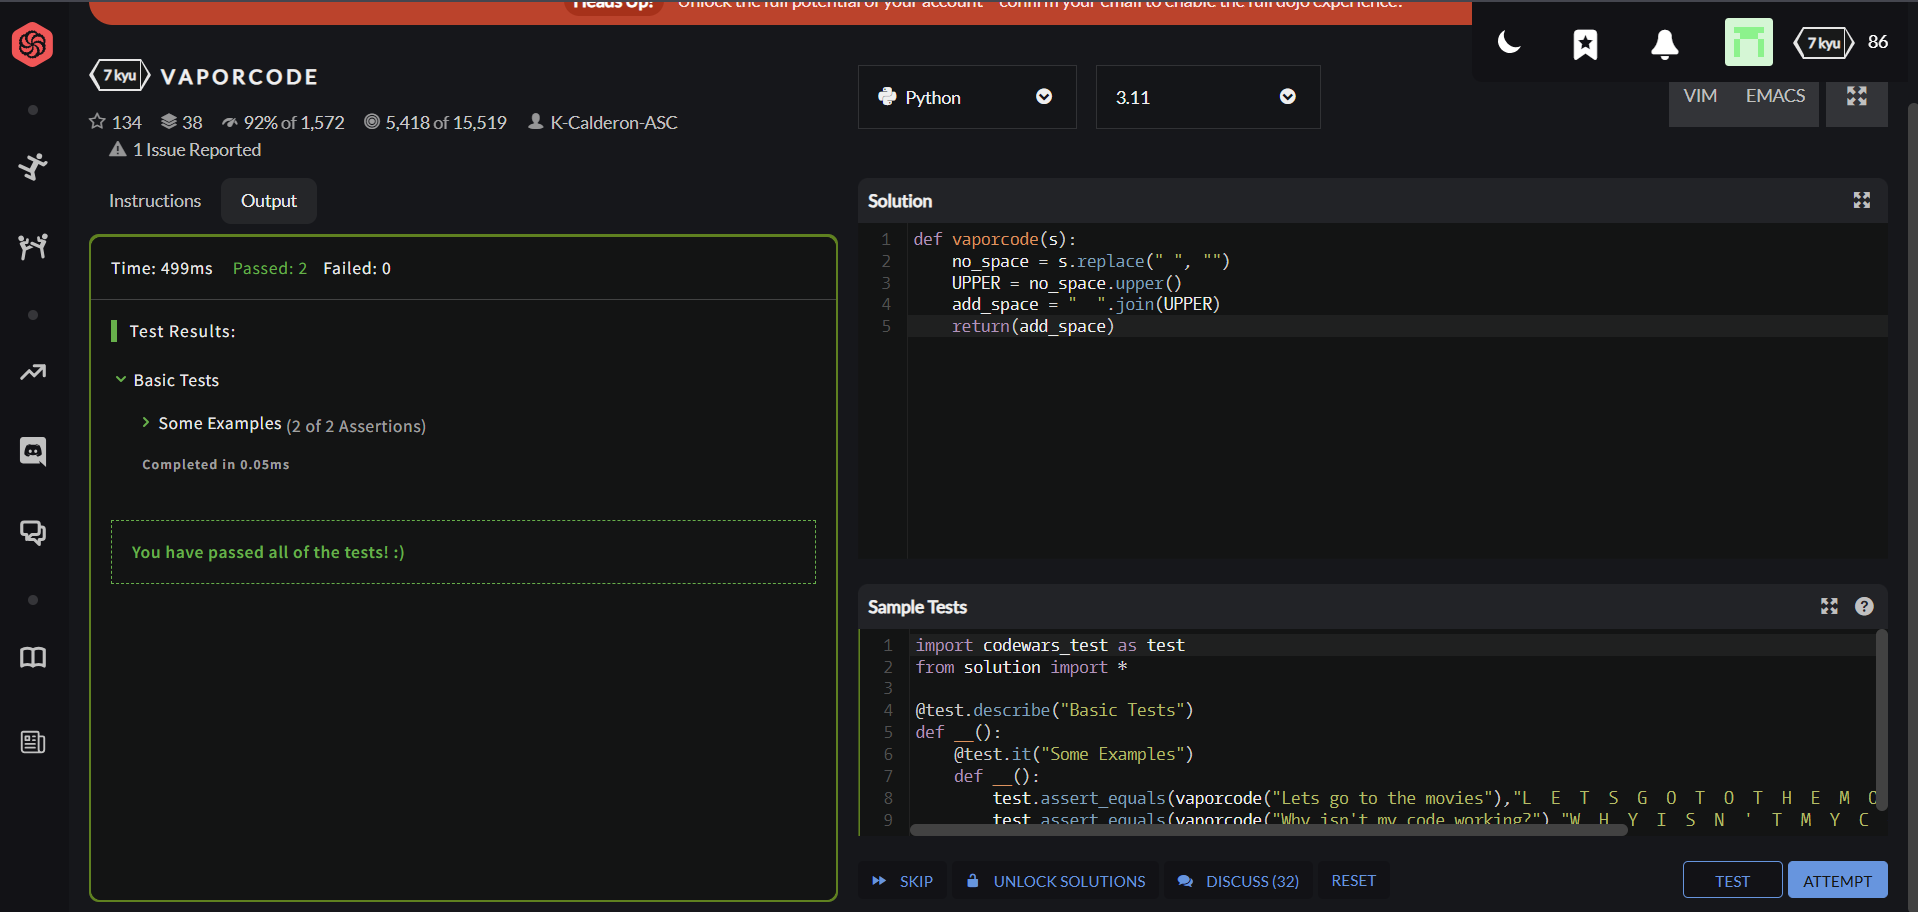 Heads Up! Unlock the full potential of your account - confirm your email to enable the full dojo experience.
7 kyu 86
7 kyu VAPORCODE
134 38 92% of 1,572 5,418 of 15,519 K-Calderon-ASC
1 Issue Reported
Python
3.11
VIM EMACS
Instructions
Output
Time: 499ms Passed: 2 Failed: 0
Test Results:
Basic Tests
Some Examples (2 of 2 Assertions)
Completed in 0.05ms
You have passed all of the tests! :)
Solution
1 def vaporcode(s):
2 no_space = s.replace(" ", "")
3 UPPER = no_space.upper()
4 add_space = "  ".join(UPPER)
5 return(add_space)
Sample Tests
?
1 import codewars_test as test
2 from solution import *
3
4 @test.describe("Basic Tests")
5 def __():
6 @test.it("Some Examples")
7 def __():
8 test.assert_equals(vaporcode("Lets go to the movies"),"L  E  T  S  G  O  T  O  T  H  E  M  O
9 test.assert_equals(vaporcode("Why isn't my code working?"),"W  H  Y  I  S  N  '  T  M  Y  C
SKIP
UNLOCK SOLUTIONS
DISCUSS (32)
RESET
TEST
ATTEMPT